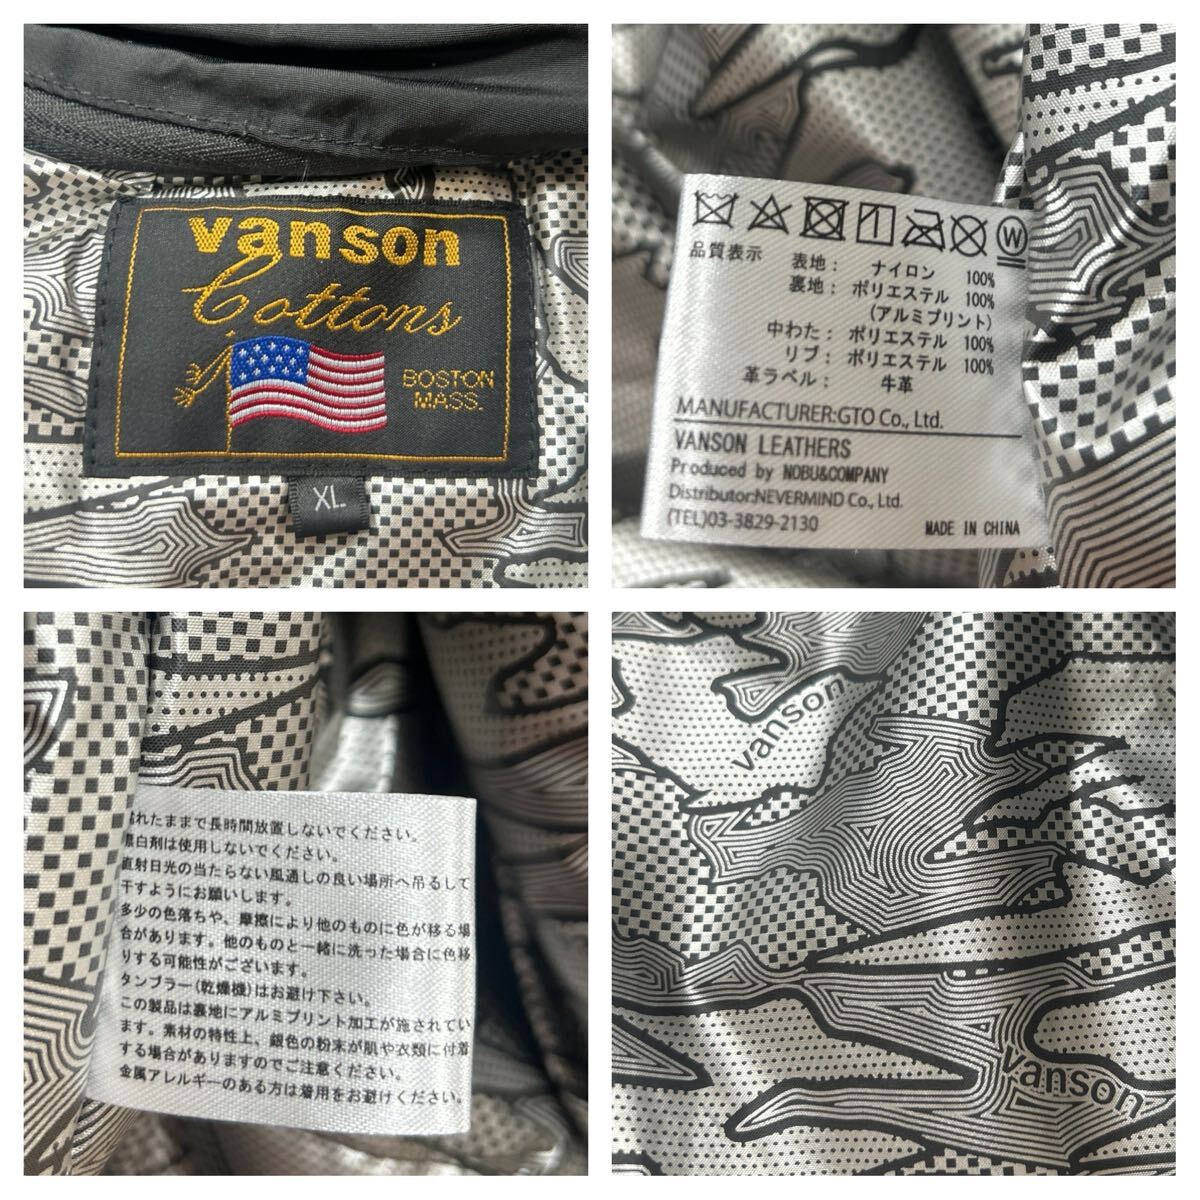 vanson
Cottons
BOSTON
MASS.
XL
品質表示 表地： ナイロン 100%
裏地：ポリエステル 100%
(アルミプリント)
中わた：ポリエステル 100%
リブ：ポリエステル 100%
革ラベル： 牛革
MANUFACTURER:GTO Co., Ltd.
VANSON LEATHERS
Produced by NOBU&COMPANY
Distributor:NEVERMIND Co., Ltd.
(TEL)03-3829-2130
MADE IN CHINA
れたままで長時間放置しないでください。
白剤は使用しないでください。
直射日光の当たらない風通しの良い場所へ吊るして
干すようにお願いします。
多少の色落ちや、摩擦により他のものに色が移る場
合があります。他のものと一緒に洗った場合に色移
りする可能性がございます。
タンブラー(乾燥機)はお避け下さい。
この製品は裏地にアルミプリント加工が施されてい
ます。素材の特性上、銀色の粉末が肌や衣類に付着
する場合がありますのでご注意ください。
金属アレルギーのある方は着用をお避けください。
vanson
vanson